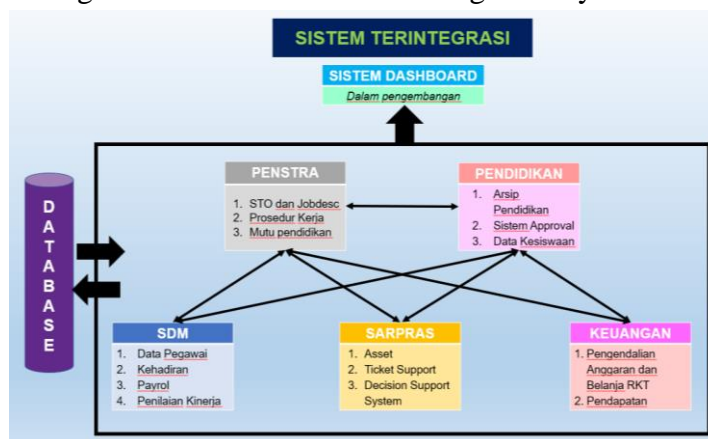 SISTEM TERINTEGRASI
SISTEM DASHBOARD
Dalam pengembangan
DATABASE
PENSTRA
1. STO dan Jobdesc
2. Prosedur Kerja
3. Mutu pendidikan
PENDIDIKAN
1. Arsip
Pendidikan
2. Sistem Approval
3. Data Kesiswaan
SDM
1. Data Pegawai
2. Kehadiran
3. Payrol
4. Penilaian Kinerja
SARPRAS
1. Asset
2. Ticket Support
3. Decision Support
System
KEUANGAN
1. Pengendalian
Anggaran dan
Belanja RKT
2. Pendapatan